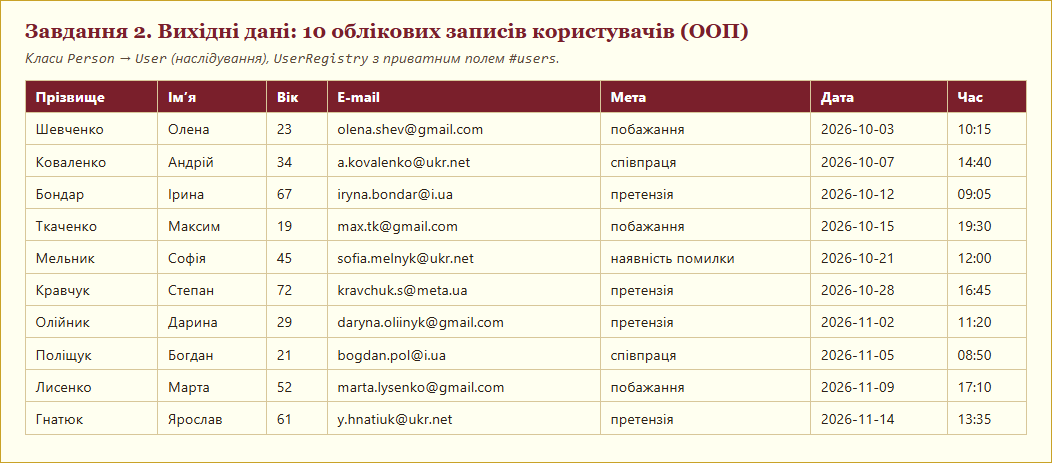 Завдання 2. Вихідні дані: 10 облікових записів користувачів (ООП)
Класи Person → User (наслідування), UserRegistry з приватним полем #users.
Прізвище Ім’я Вік E-mail Мета Дата Час
Шевченко Олена 23 olena.shev@gmail.com побажання 2026-10-03 10:15
Коваленко Андрій 34 a.kovalenko@ukr.net співпраця 2026-10-07 14:40
Бондар Ірина 67 iryna.bondar@i.ua претензія 2026-10-12 09:05
Ткаченко Максим 19 max.tk@gmail.com побажання 2026-10-15 19:30
Мельник Софія 45 sofia.melnyk@ukr.net наявність помилки 2026-10-21 12:00
Кравчук Степан 72 kravchuk.s@meta.ua претензія 2026-10-28 16:45
Олійник Дарина 29 daryna.oliinyk@gmail.com претензія 2026-11-02 11:20
Поліщук Богдан 21 bogdan.pol@i.ua співпраця 2026-11-05 08:50
Лисенко Марта 52 marta.lysenko@gmail.com побажання 2026-11-09 17:10
Гнатюк Ярослав 61 y.hnatiuk@ukr.net претензія 2026-11-14 13:35